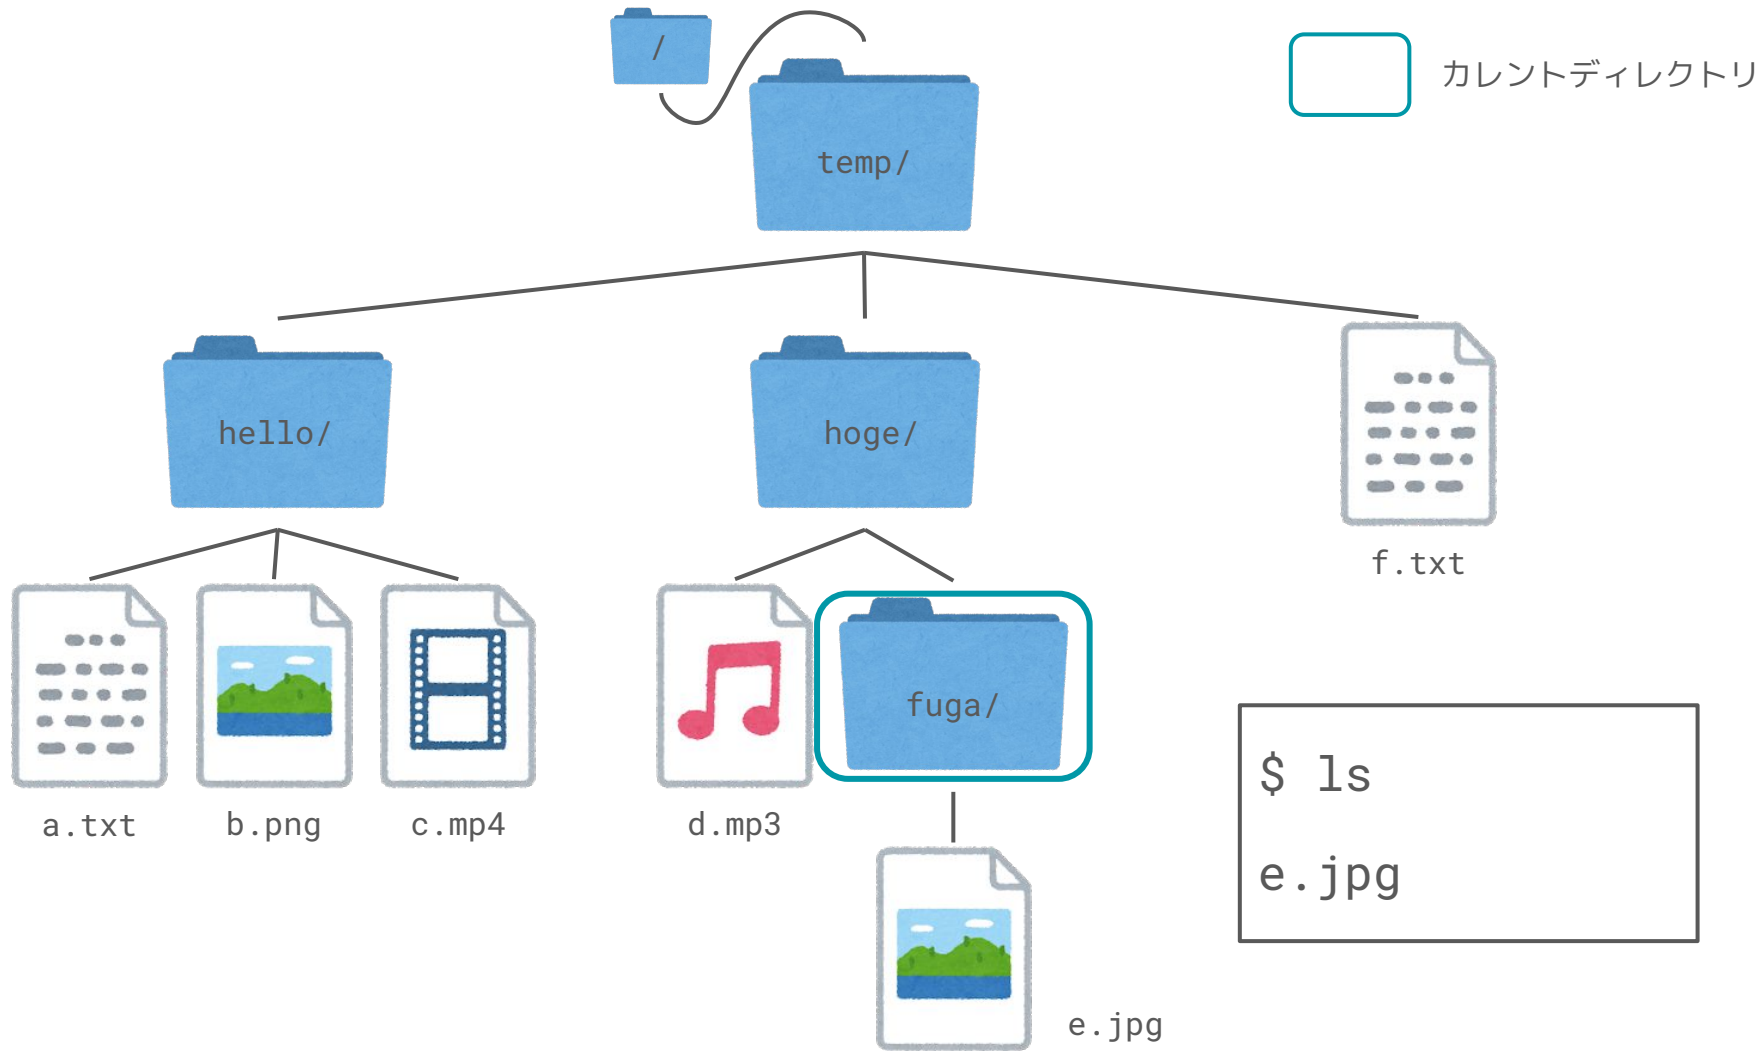 /
カレントディレクトリ
temp/
hello/
hoge/
f.txt
fuga/
a.txt
b.png
c.mp4
d.mp3
$ ls
e.jpg
e.jpg